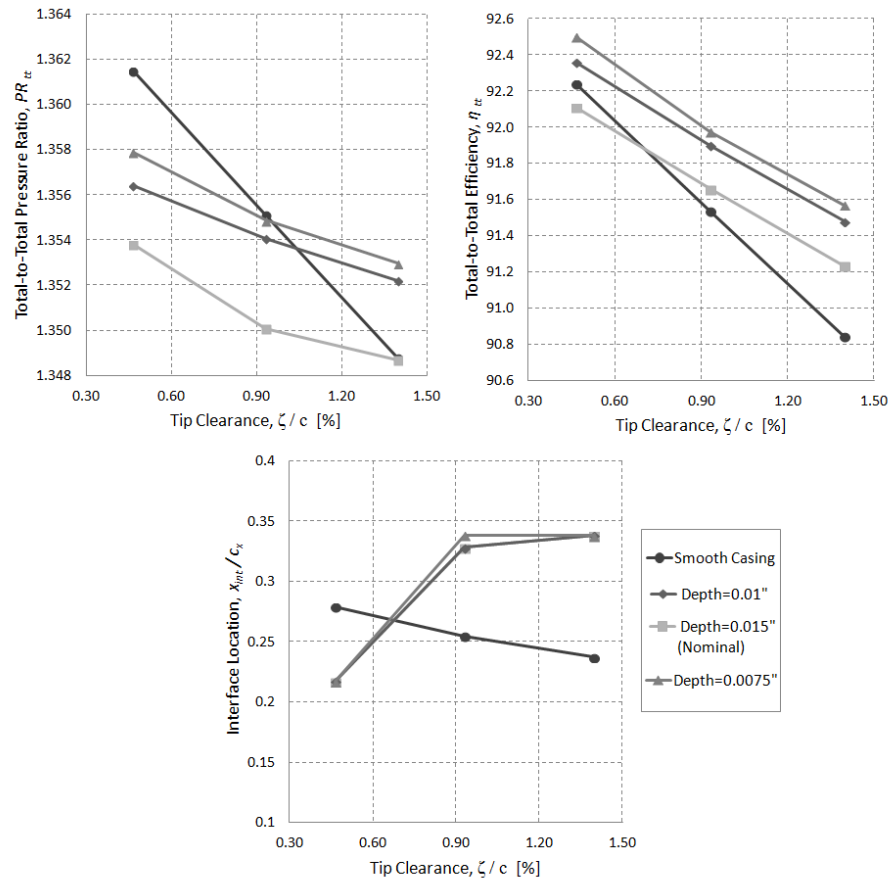 Total-to-Total Pressure Ratio, PR tt
1.364
1.362
1.360
1.358
1.356
1.354
1.352
1.350
1.348
0.30 0.60 0.90 1.20 1.50
Tip Clearance, ζ / c [%]
Total-to-Total Efficiency, η tt
92.6
92.4
92.2
92.0
91.8
91.6
91.4
91.2
91.0
90.8
90.6
0.30 0.60 0.90 1.20 1.50
Tip Clearance, ζ / c [%]
Interface Location, x int / c x
0.4
0.35
0.3
0.25
0.2
0.15
0.1
0.30 0.60 0.90 1.20 1.50
Tip Clearance, ζ / c [%]
Smooth Casing
Depth=0.01"
Depth=0.015"
(Nominal)
Depth=0.0075"